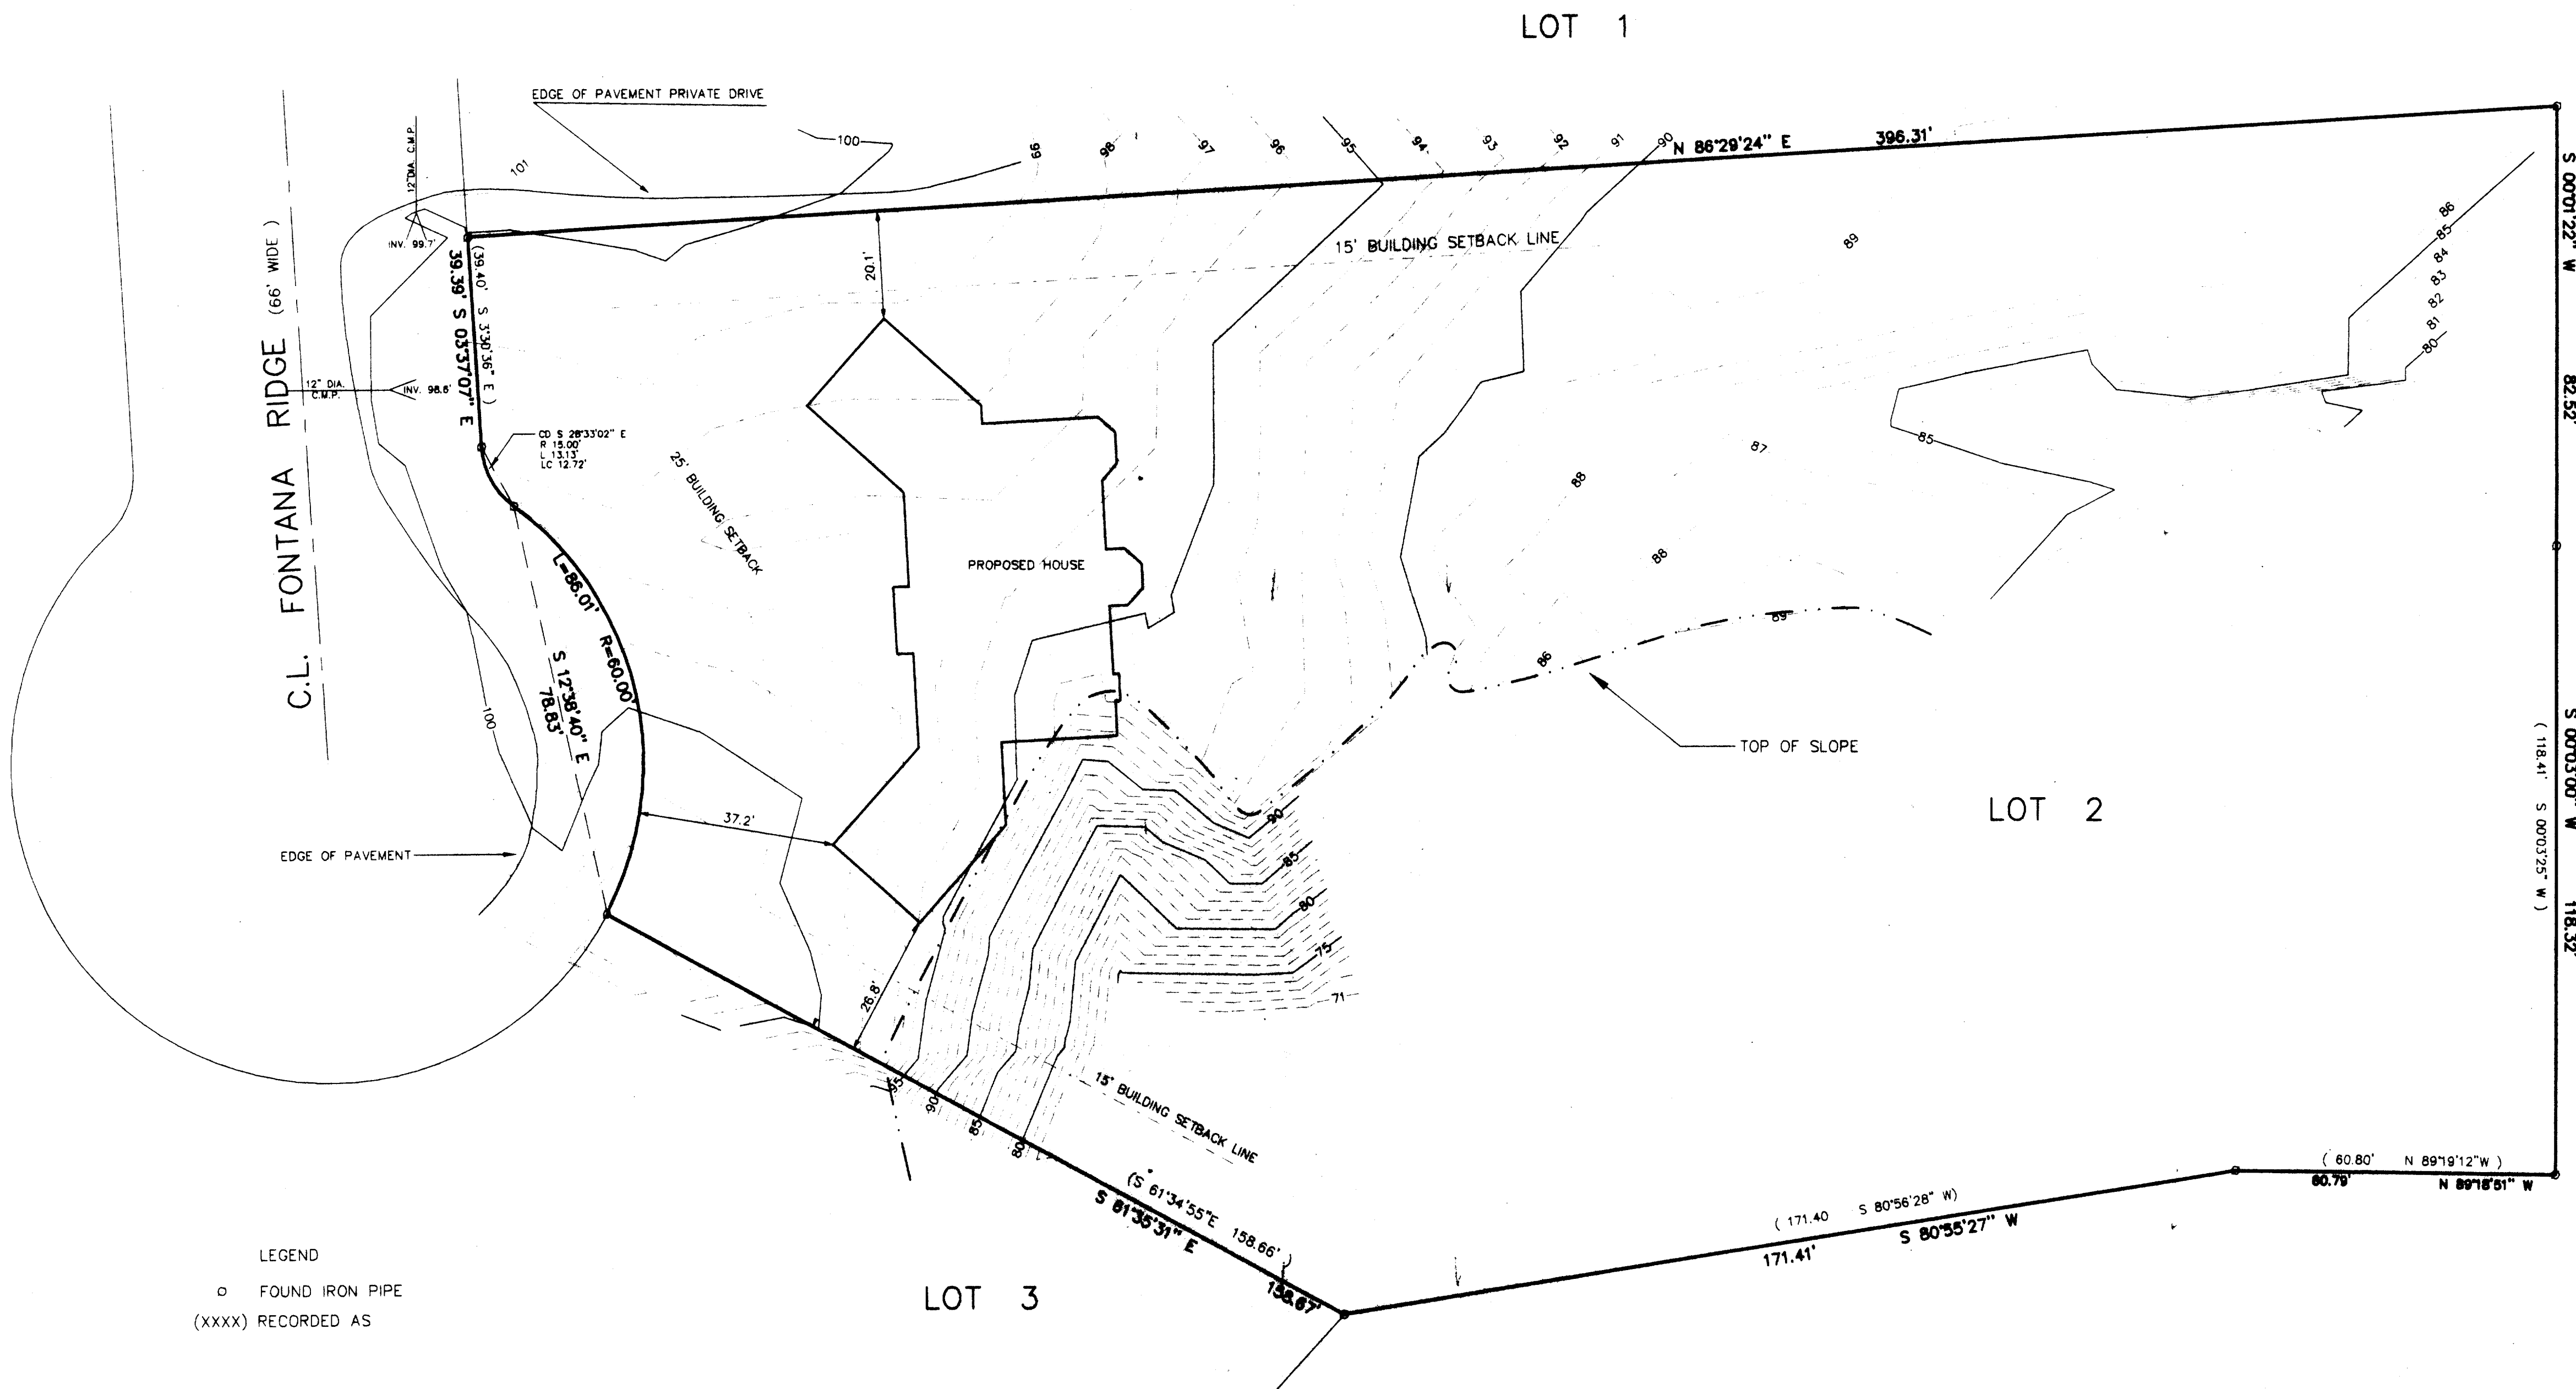 LOT 1
EDGE OF PAVEMENT PRIVATE DRIVE
12"DIA. C.M.P.
101
100
99
98
97
96
95
94
93
92
91
90
N 86°29'24" E 396.31'
S 00°01'22" W 82.52'
INV. 99.7'
(39.40' S 3°30'36" E )
39.39' S 03°37'07" E
C.L. FONTANA RIDGE (66' WIDE )
20.1'
15' BUILDING SETBACK LINE
89
86
85
84
83
82
81
80
12" DIA.
C.M.P.
INV. 98.6'
CD S 28°33'02" E
R 15.00'
L 13.13'
LC 12.72'
25' BUILDING SETBACK
85
87
88
88
PROPOSED HOUSE
L=86.01' R=60.00'
S 12°38'40" E
78.83'
89
86
100
TOP OF SLOPE
S 00°03'00" W 118.32'
( 118.41' S 00°03'25" W )
LOT 2
37.2'
EDGE OF PAVEMENT
90
85
80
75
71
26.8'
95
90
85
80
15' BUILDING SETBACK LINE
(S 61°34'55"E 158.66' )
S 61°35'31" E 158.67'
( 60.80' N 89°19'12"W )
60.79' N 89°18'51" W
( 171.40 S 80°56'28" W)
171.41' S 80°55'27" W
LOT 3
LEGEND
FOUND IRON PIPE
(XXXX) RECORDED AS